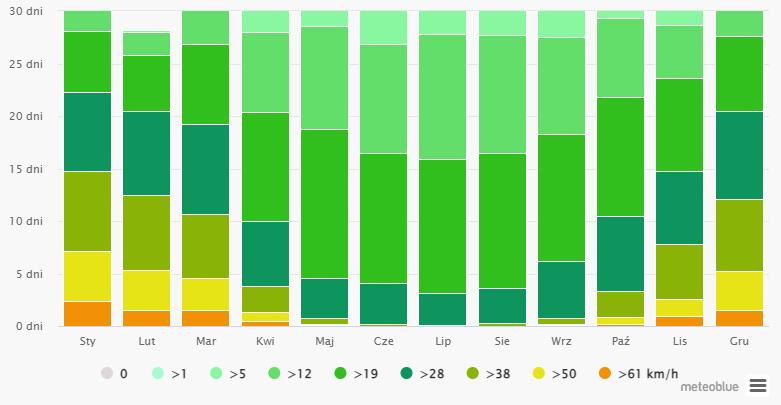 30 dni
25 dni
20 dni
15 dni
10 dni
5 dni
0 dni
Sty Lut Mar Kwi Maj Cze Lip Sie Wrz Paź Lis Gru
0 >1 >5 >12 >19 >28 >38 >50 >61 km/h
meteoblue